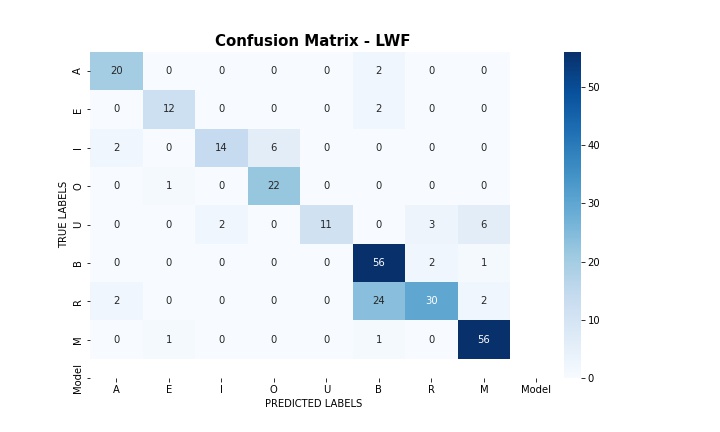 Confusion Matrix - LWF
A 20 0 0 0 0 2 0 0
E 0 12 0 0 0 2 0 0
I 2 0 14 6 0 0 0 0
O 0 1 0 22 0 0 0 0
U 0 0 2 0 11 0 3 6
B 0 0 0 0 0 56 2 1
R 2 0 0 0 0 24 30 2
M 0 1 0 0 0 1 0 56
Model
TRUE LABELS
A E I O U B R M Model
PREDICTED LABELS
50
40
30
20
10
0